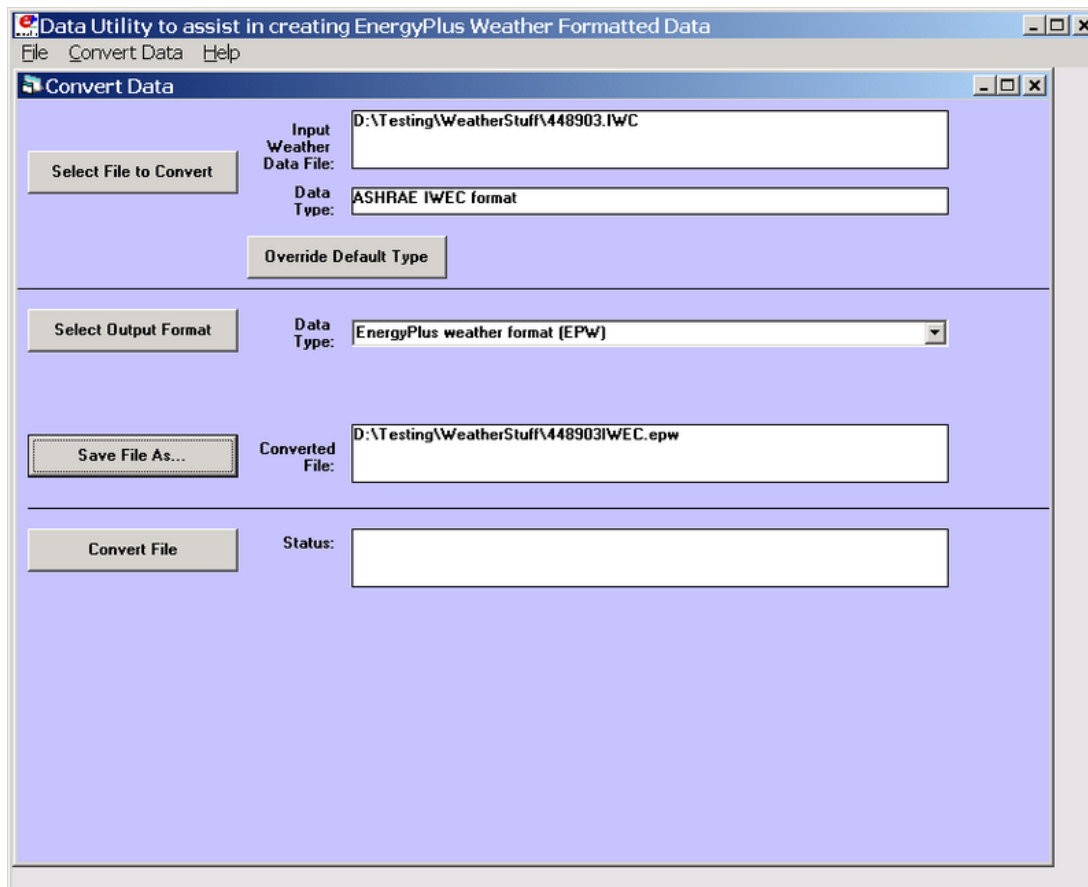 Data Utility to assist in creating EnergyPlus Weather Formatted Data
File Convert Data Help
Convert Data
Select File to Convert
Input
Weather
Data File:
D:\Testing\WeatherStuff\448903.IWC
Data
Type:
ASHRAE IWEC format
Override Default Type
Select Output Format
Data
Type:
EnergyPlus weather format (EPW)
Save File As...
Converted
File:
D:\Testing\WeatherStuff\448903IWEC.epw
Convert File
Status: